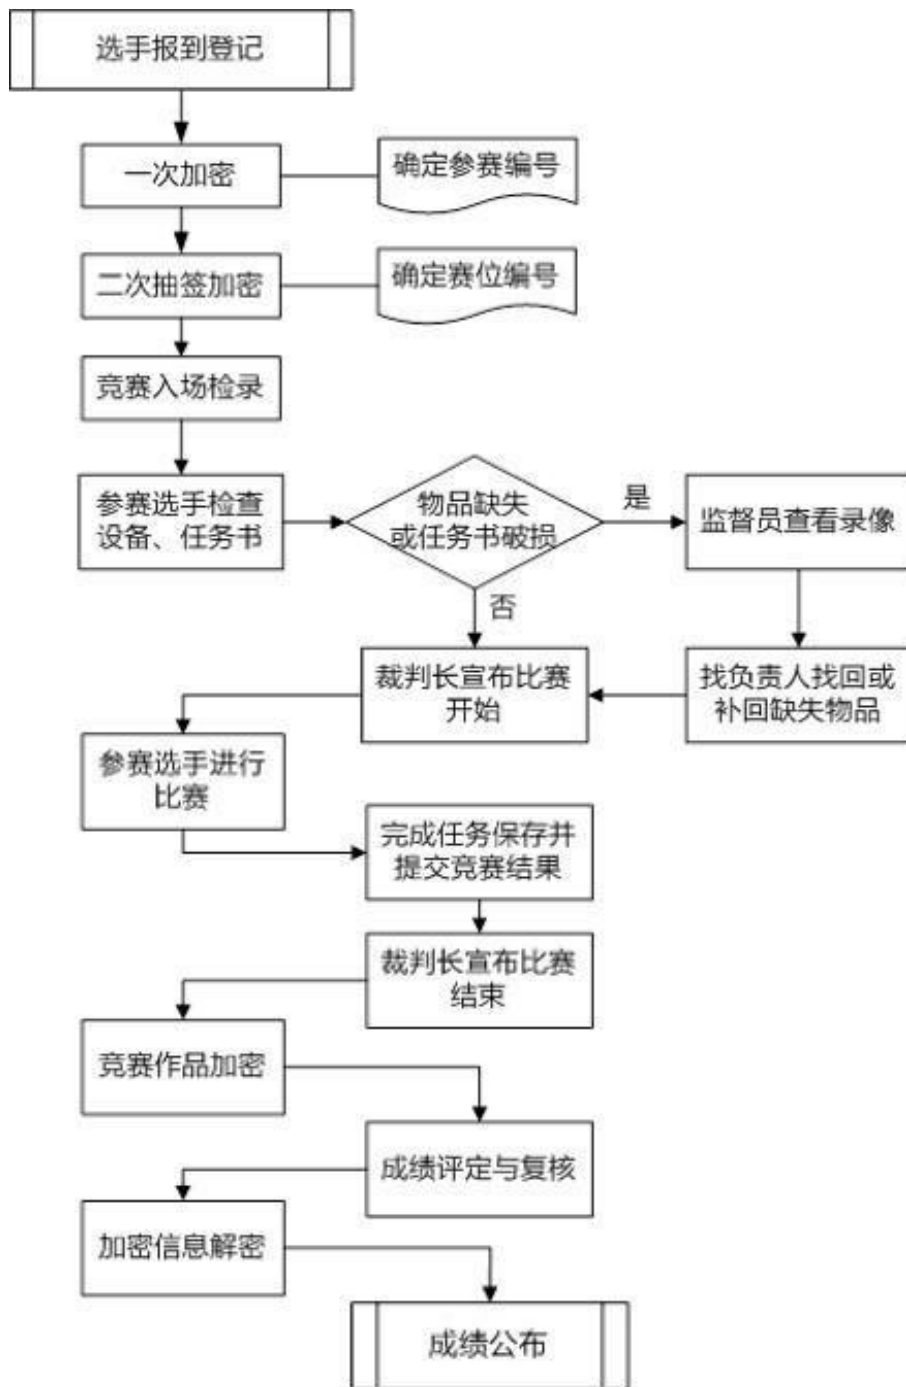 选手报到登记
一次加密
确定参赛编号
二次抽签加密
确定赛位编号
竞赛入场检录
参赛选手检查
设备、任务书
物品缺失
或任务书破损
是
监督员查看录像
否
裁判长宣布比赛
开始
找负责人找回或
补回缺失物品
参赛选手进行
比赛
完成任务保存并
提交竞赛结果
裁判长宣布比赛
结束
竞赛作品加密
成绩评定与复核
加密信息解密
成绩公布